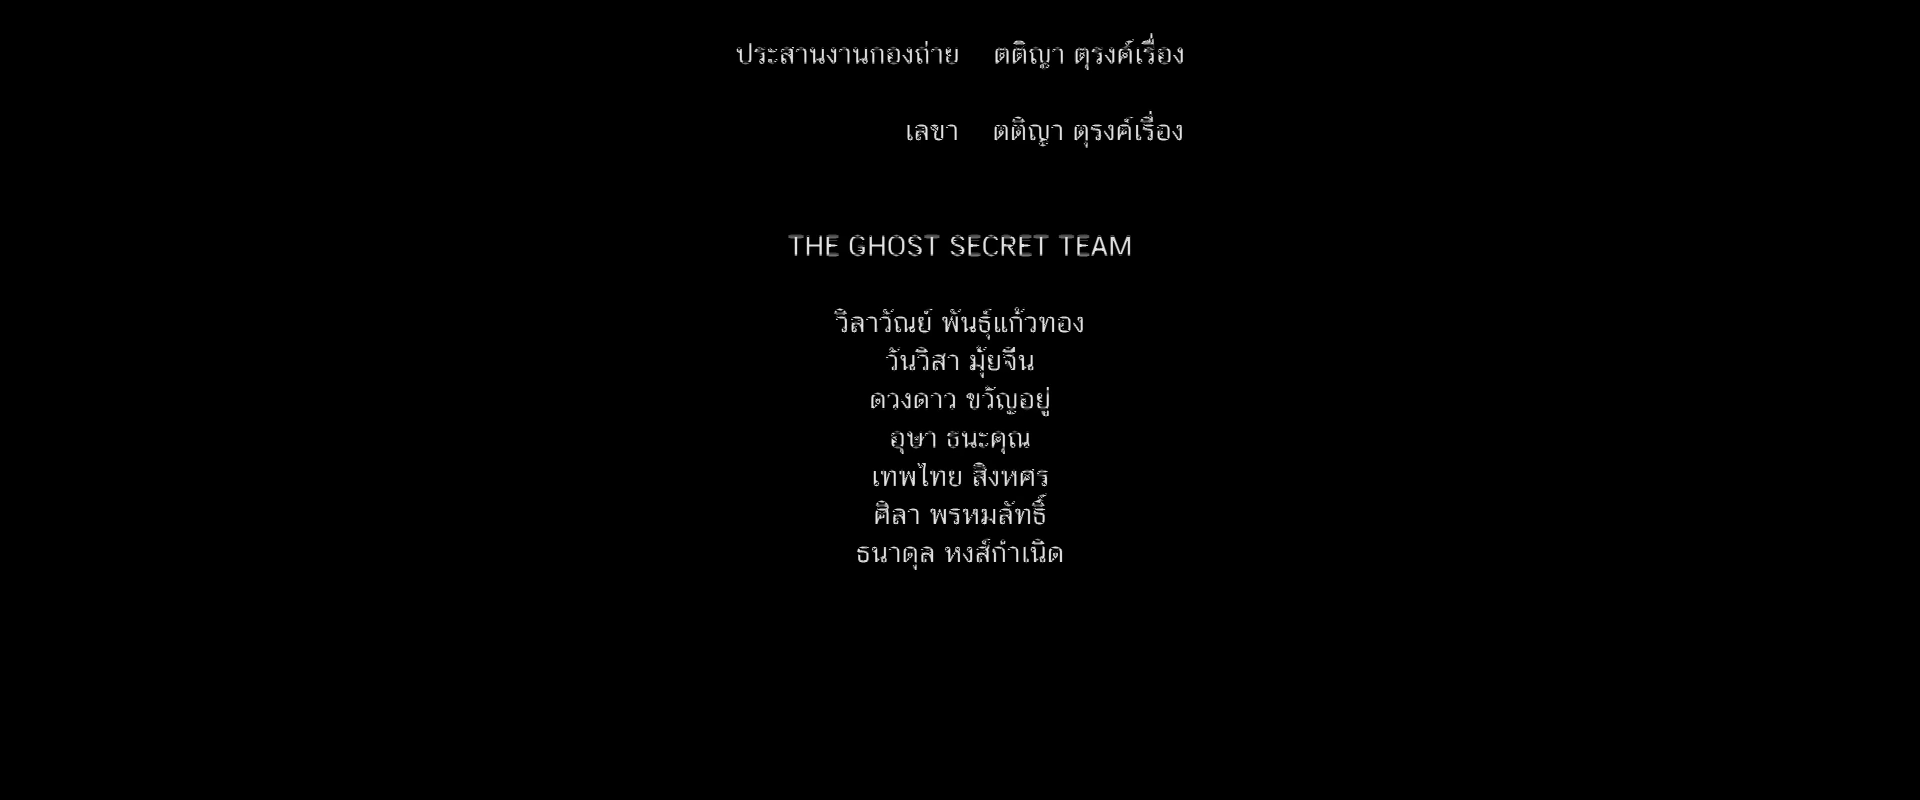 ประสานงานกองถ่าย ตติญา ตุรงค์เรื่อง
เลขา ตติญา ตุรงค์เรื่อง
THE GHOST SECRET TEAM
วิลาวัณย์ พันธุ์แก้วทอง
วันวิสา มุ้ยจีน
ดวงดาว ขวัญอยู่
อุษา ธนะคุณ
เทพไทย สิงหศร
ศิลา พรหมลัทธิ์
ธนาดุล หงส์กำเนิด